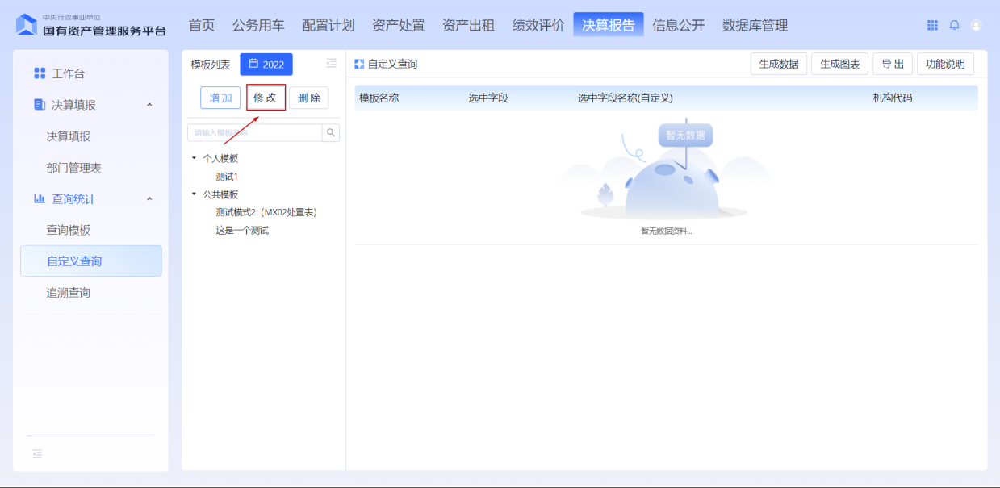 中央行政事业单位
国有资产管理服务平台
首页 公务用车 配置计划 资产处置 资产出租 绩效评价 决算报告 信息公开 数据库管理
工作台
决算填报
决算填报
部门管理表
查询统计
查询模板
自定义查询
追溯查询
模板列表 2022
增 加 修 改 删 除
请输入模板名称
个人模板
测试1
公共模板
测试模式2（MX02处置表）
这是一个测试
自定义查询 生成数据 生成图表 导 出 功能说明
模板名称 选中字段 选中字段名称(自定义) 机构代码
暂无数据
暂无数据资料...